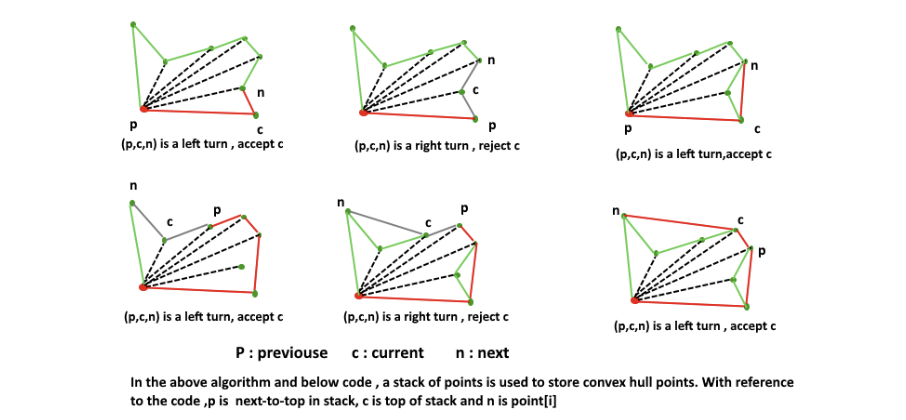 n
p
c
(p,c,n) is a left turn , accept c
n
c
p
(p,c,n) is a right turn , reject c
n
p
c
(p,c,n) is a left turn,accept c
n
c
p
(p,c,n) is a left turn, accept c
n
c
p
(p,c,n) is a right turn , reject c
n
c
p
(p,c,n) is a left turn , accept c
P : previouse c : current n : next
In the above algorithm and below code , a stack of points is used to store convex hull points. With reference
to the code ,p is next-to-top in stack, c is top of stack and n is point[i]